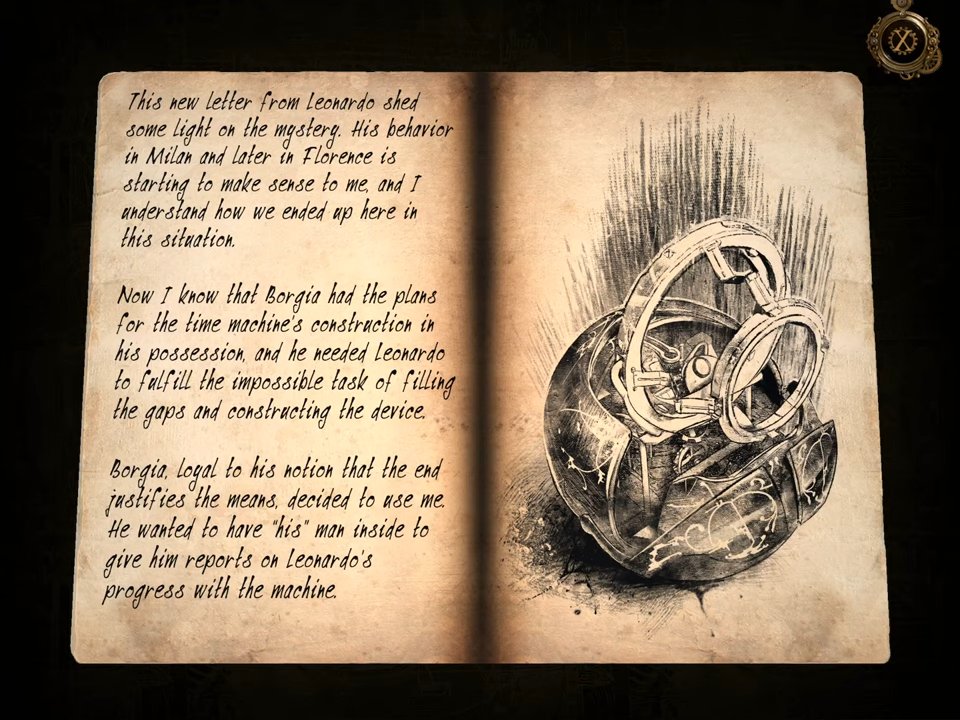 This new letter from Leonardo shed
some light on the mystery. His behavior
in Milan and later in Florence is
starting to make sense to me, and I
understand how we ended up here in
this situation.
Now I know that Borgia had the plans
for the time machine's construction in
his possession, and he needed Leonardo
to fulfill the impossible task of filling
the gaps and constructing the device.
Borgia, loyal to his notion that the end
justifies the means, decided to use me.
He wanted to have "his" man inside to
give him reports on Leonardo's
progress with the machine.
X